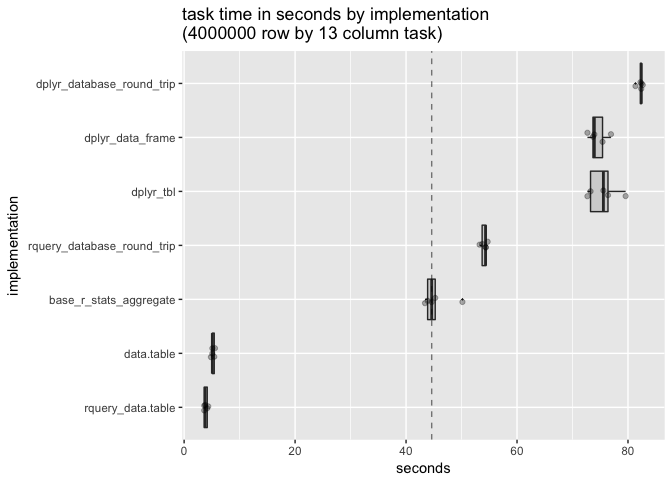 task time in seconds by implementation
(4000000 row by 13 column task)
dplyr_database_round_trip
dplyr_data_frame
dplyr_tbl
rquery_database_round_trip
base_r_stats_aggregate
data.table
rquery_data.table
implementation
0 20 40 60 80
seconds